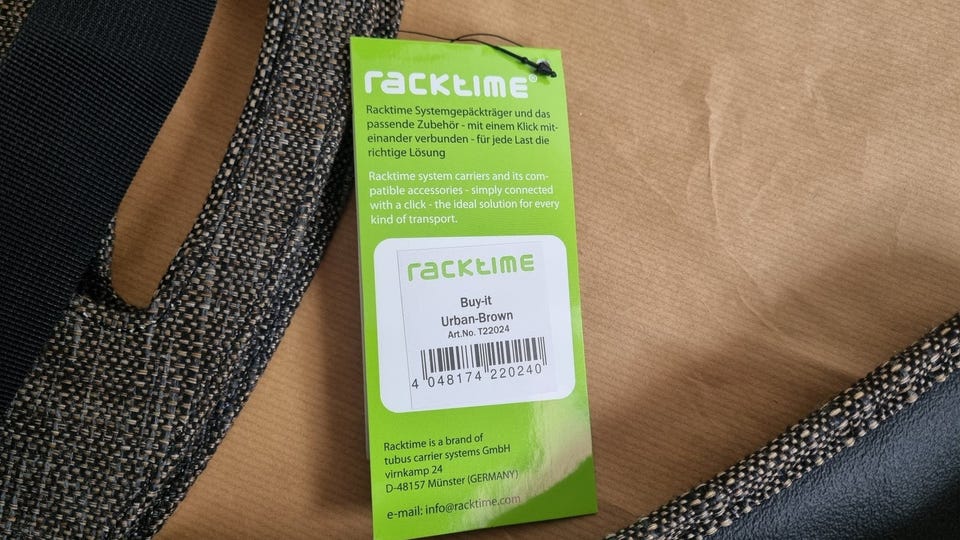 racktime®
Racktime Systemgepäckträger und das
passende Zubehör - mit einem Klick mit-
einander verbunden - für jede Last die
richtige Lösung
Racktime system carriers and its com-
patible accessories - simply connected
with a click - the ideal solution for every
kind of transport.
racktime
Buy-it
Urban-Brown
Art.No. T22024
4 048174 220240
Racktime is a brand of
tubus carrier systems GmbH
virnkamp 24
D-48157 Münster (GERMANY)
e-mail: info@racktime.com